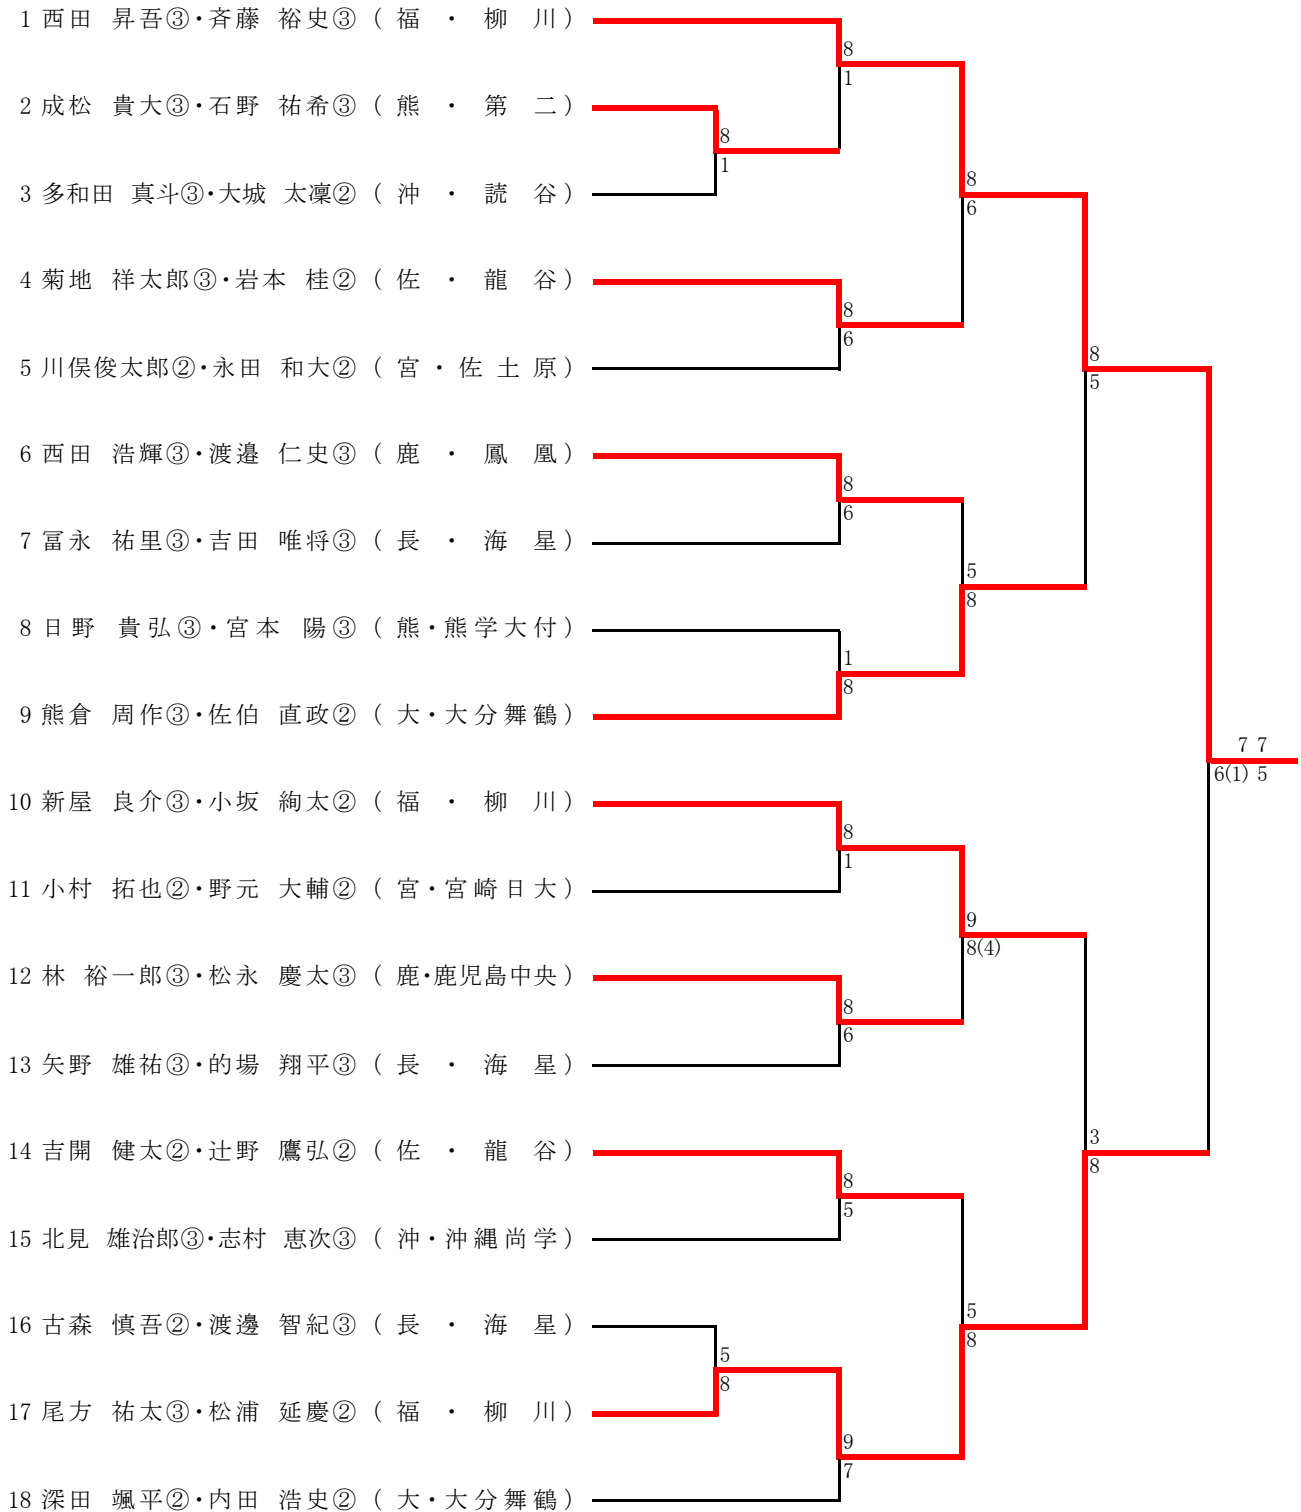 1 西田 昇吾③・斉藤 裕史③ ( 福 ・ 柳 川 )
8
1
2 成松 貴大③・石野 祐希③ ( 熊 ・ 第 二 )
8
1
3 多和田 真斗③・大城 太凜② ( 沖 ・ 読 谷 )
8
6
4 菊地 祥太郎③・岩本 桂② ( 佐 ・ 龍 谷 )
8
6
5 川俣俊太郎②・永田 和大② ( 宮 ・ 佐 土 原 )
8
5
6 西田 浩輝③・渡邉 仁史③ ( 鹿 ・ 鳳 凰 )
8
6
7 冨永 祐里③・吉田 唯将③ ( 長 ・ 海 星 )
5
8
8 日野 貴弘③・宮本 陽③ ( 熊・熊学大付 )
1
8
9 熊倉 周作③・佐伯 直政② ( 大・大分舞鶴 )
7 7
6(1) 5
10 新屋 良介③・小坂 絢太② ( 福 ・ 柳 川 )
8
1
11 小村 拓也②・野元 大輔② ( 宮・宮崎日大 )
9
8(4)
12 林 裕一郎③・松永 慶太③ ( 鹿・鹿児島中央 )
8
6
13 矢野 雄祐③・的場 翔平③ ( 長 ・ 海 星 )
3
8
14 吉開 健太②・辻野 鷹弘② ( 佐 ・ 龍 谷 )
8
5
15 北見 雄治郎③・志村 恵次③ ( 沖・沖縄尚学 )
5
8
16 古森 慎吾②・渡邊 智紀③ ( 長 ・ 海 星 )
5
8
17 尾方 祐太③・松浦 延慶② ( 福 ・ 柳 川 )
9
7
18 深田 颯平②・内田 浩史② ( 大・大分舞鶴 )